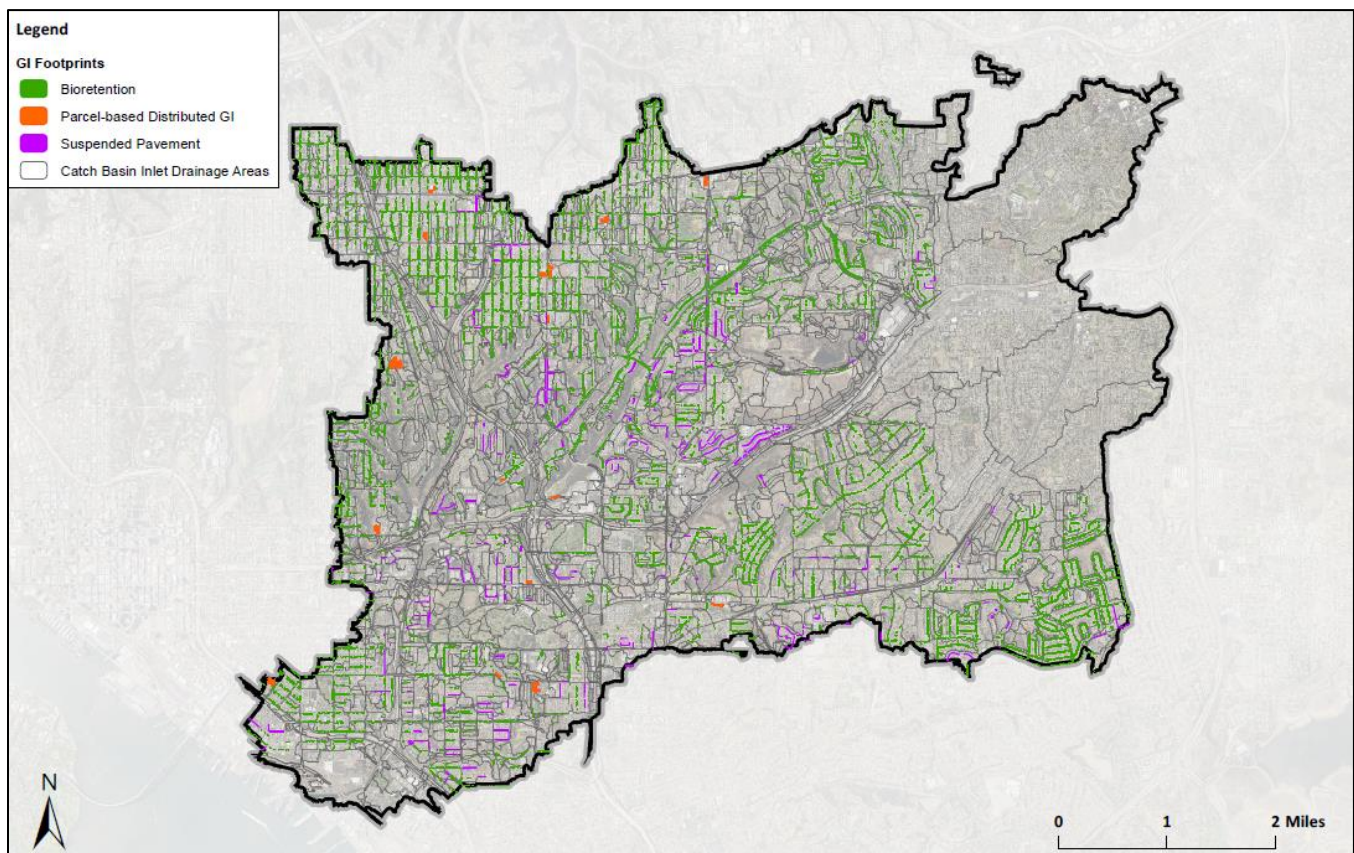 Legend
GI Footprints
Bioretention
Parcel-based Distributed GI
Suspended Pavement
Catch Basin Inlet Drainage Areas
N
0 1 2 Miles